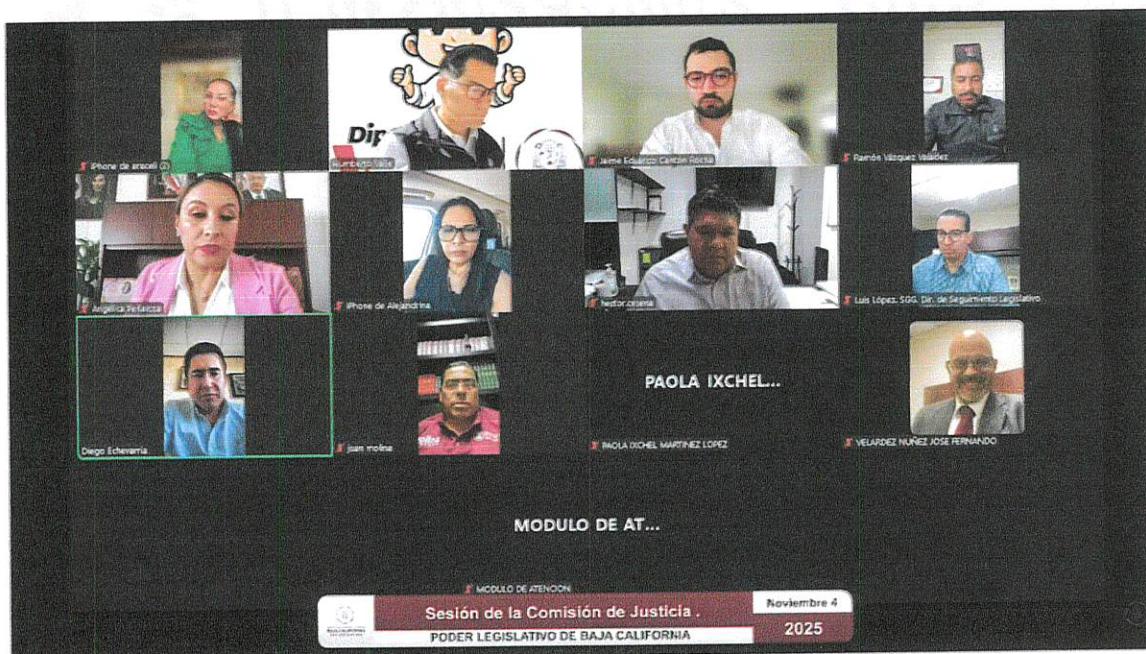 iPhone de araceli
Dip
Humberto Valle
Jaime Eduardo Cantón Rocha
Ramón Vázquez Valadez
Angélica Peñaloza
iPhone de Alejandrina
hector.cesena
Luis López. SGG. Dir. de Seguimiento Legislativo
Diego Echevarria
juan molina
PAOLA IXCHEL...
PAOLA IXCHEL MARTINEZ LOPEZ
VELARDEZ NUÑEZ JOSE FERNANDO
MODULO DE AT...
MODULO DE ATENCION
Sesión de la Comisión de Justicia .
PODER LEGISLATIVO DE BAJA CALIFORNIA
Noviembre 4
2025